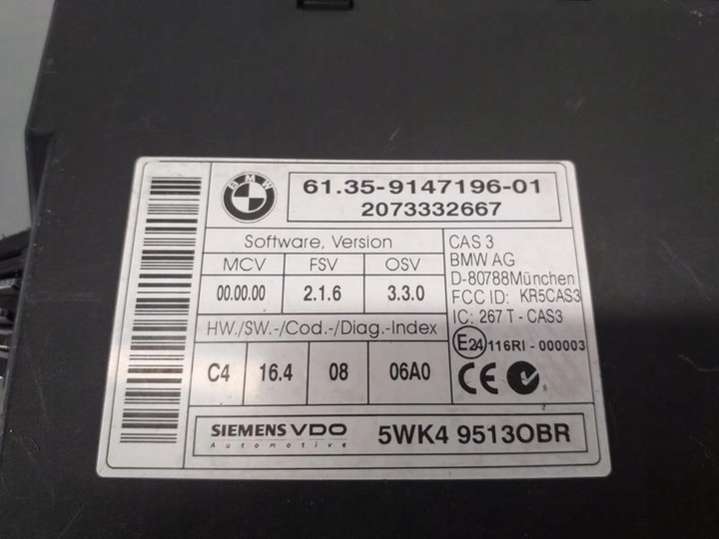 BMW
61.35-9147196-01
2073332667
Software, Version
MCV FSV OSV
00.00.00 2.1.6 3.3.0
HW./SW.-/Cod.-/Diag.-Index
C4 16.4 08 06A0
CAS 3
BMW AG
D-80788München
FCC ID: KR5CAS3
IC: 267 T - CAS3
E24 116RI - 000003
CE
SIEMENS VDO
Automotive
5WK4 9513OBR